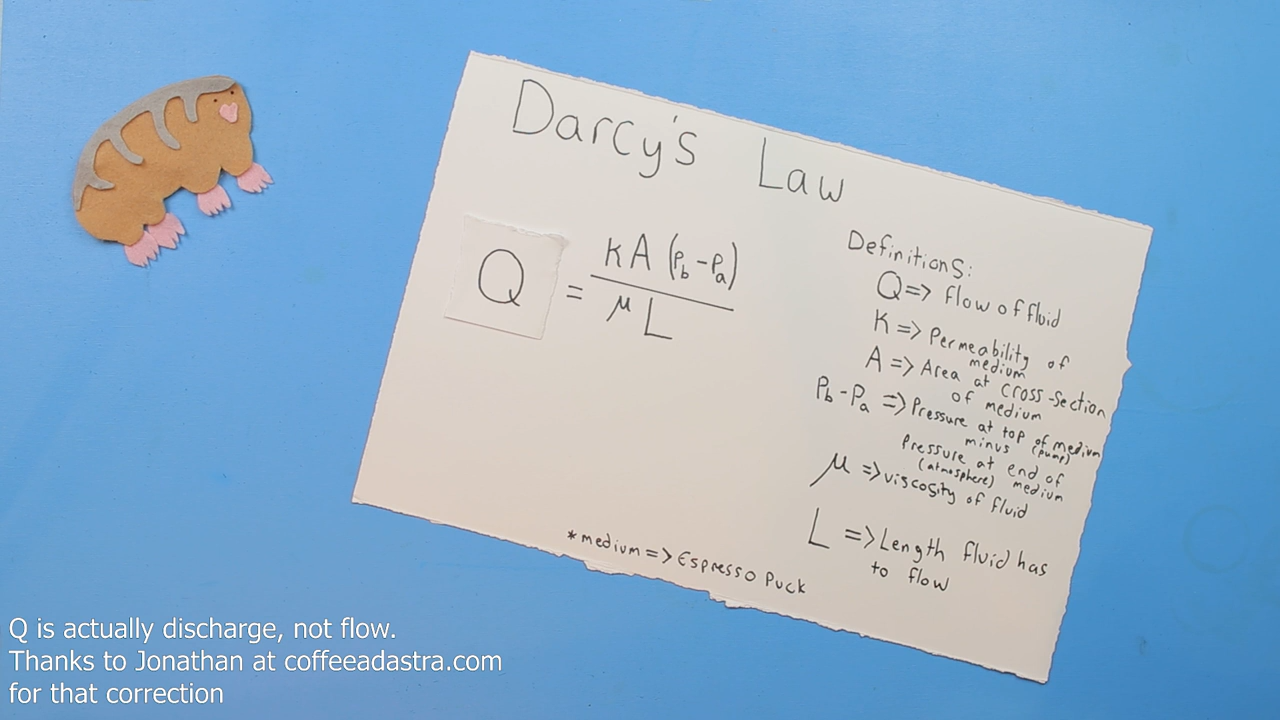 Darcy's Law
Q = KA (Pb - Pa)
μL
Definitions:
Q => flow of fluid
K => Permeability of
medium
A => Area at cross-section
of medium
Pb - Pa => Pressure at top of medium
minus (pump)
Pressure at end of
(atmosphere) medium
μ => viscosity of fluid
L => Length fluid has
to flow
*medium => Espresso Puck
Q is actually discharge, not flow.
Thanks to Jonathan at coffeeadastra.com
for that correction